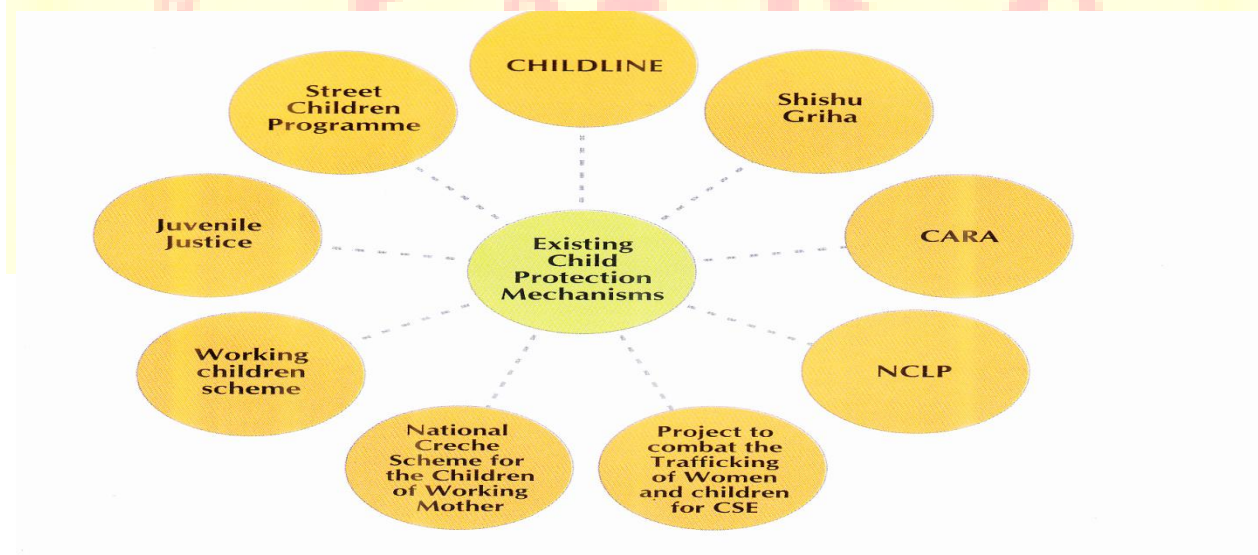 CHILDLINE
Street
Children
Programme
Shishu
Griha
Juvenile
Justice
CARA
Existing
Child
Protection
Mechanisms
Working
children
scheme
NCLP
National
Creche
Scheme for
the Children
of Working
Mother
Project to
combat the
Trafficking
of Women
and children
for CSE